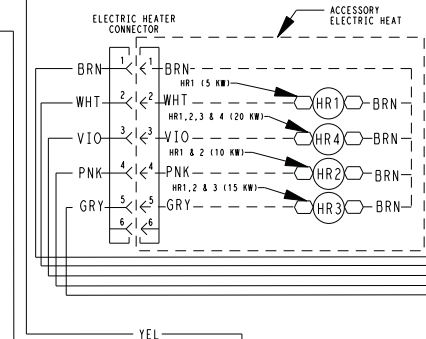 ELECTRIC HEATER
CONNECTOR
ACCESSORY
ELECTRIC HEAT
BRN 1 1 BRN
HR1 (5 KW)
WHT 2 2 WHT HR1 BRN
HR1,2,3 & 4 (20 KW)
VIO 3 3 VIO HR4 BRN
HR1 & 2 (10 KW)
PNK 4 4 PNK HR2 BRN
HR1,2 & 3 (15 KW)
GRY 5 5 GRY HR3 BRN
6 6
YEL